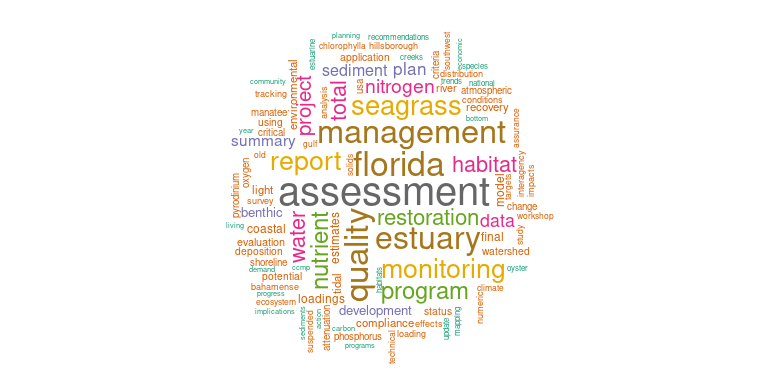 planning
recommendations
chlorophylla
hillsborough
estuarine
southwest
economic
application
creeks
criteria
species
sediment
plan
distribution
environmental
project
total
analysis
usa
nitrogen
trends
national
river
atmospheric
community
tracking
conditions
seagrass
recovery
manatee
using
critical
management
bottom
assurance
year
summary
gulf
old
report
solids
florida
habitat
interagency
impacts
oxygen
pyrodinium
light
survey
assessment
model
targets
change
workshop
benthic
living
coastal
water
nutrient
estimates
quality
restoration
data
study
evaluation
deposition
estuary
final
watershed
shoreline
demand
ccmp
potential
tidal
habitats
monitoring
oyster
bahamense
progress
ecosystem
loadings
program
climate
numeric
implications
sediments
suspended
action
attenuation
development
status
carbon
compliance
effects
update
mapping
phosphorus
loading
programs
technical